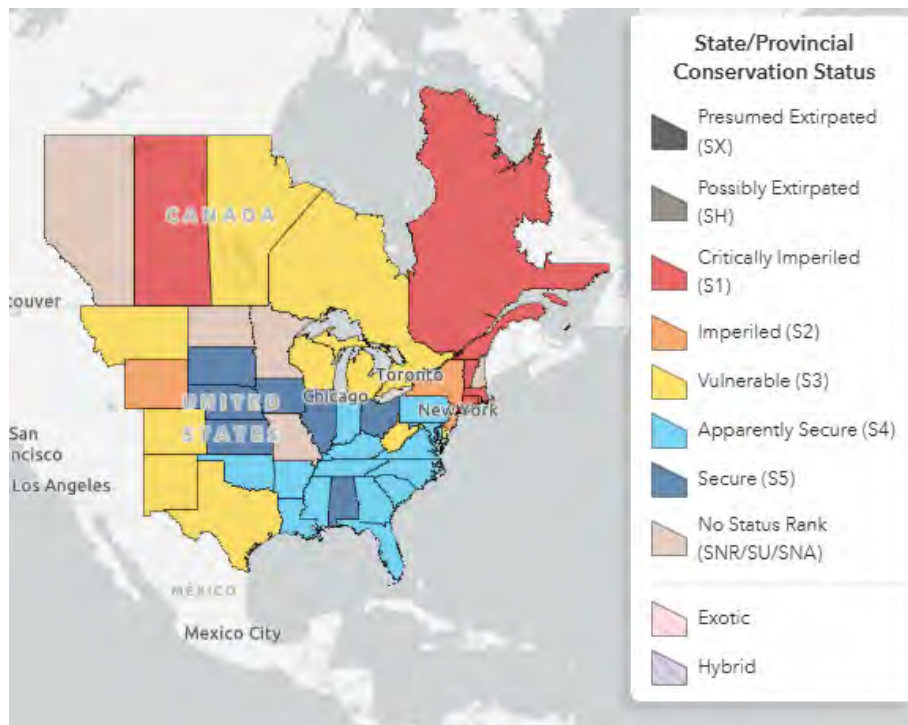 State/Provincial
Conservation Status
Presumed Extirpated
(SX)
Possibly Extirpated
(SH)
Critically Imperiled
(S1)
Imperiled (S2)
Vulnerable (S3)
Apparently Secure (S4)
Secure (S5)
No Status Rank
(SNR/SU/SNA)
Exotic
Hybrid
CANADA
couver
Toronto
Chicago
New York
UNITED
STATES
San
ncisco
Los Angeles
MÉXICO
Mexico City